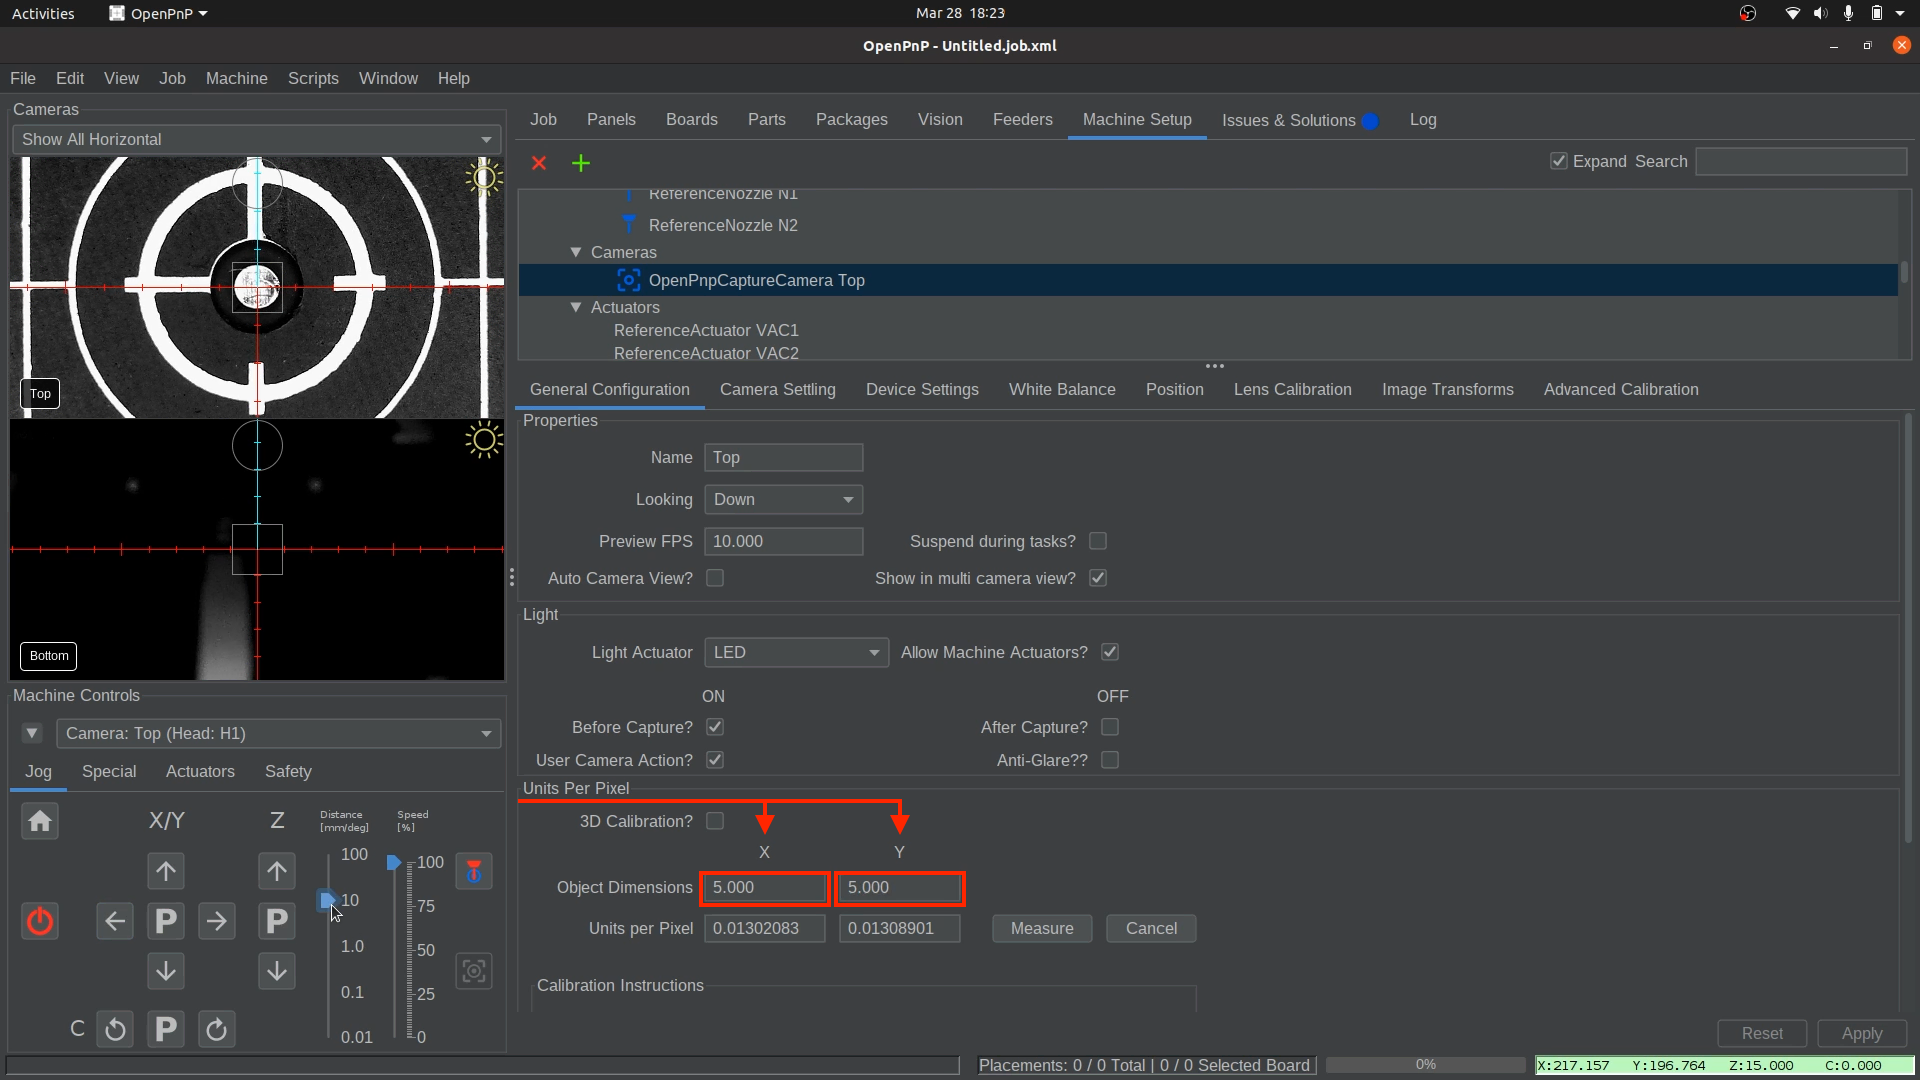 Activities OpenPnP Mar 28 18:23
OpenPnP - Untitled.job.xml
File Edit View Job Machine Scripts Window Help
Cameras
Show All Horizontal
Top
Bottom
Machine Controls
Camera: Top (Head: H1)
Jog Special Actuators Safety
X/Y Z Distance [mm/deg] Speed [%]
100
10
1.0
0.1
0.01
100
75
50
25
0
P P
C P
Job Panels Boards Parts Packages Vision Feeders Machine Setup Issues & Solutions Log
Expand Search
ReferenceNozzle N1
ReferenceNozzle N2
Cameras
OpenPnpCaptureCamera Top
Actuators
ReferenceActuator VAC1
ReferenceActuator VAC2
General Configuration Camera Settling Device Settings White Balance Position Lens Calibration Image Transforms Advanced Calibration
Properties
Name Top
Looking Down
Preview FPS 10.000 Suspend during tasks?
Auto Camera View? Show in multi camera view?
Light
Light Actuator LED Allow Machine Actuators?
ON OFF
Before Capture? After Capture?
User Camera Action? Anti-Glare??
Units Per Pixel
3D Calibration?
X Y
Object Dimensions 5.000 5.000
Units per Pixel 0.01302083 0.01308901 Measure Cancel
Calibration Instructions
Reset Apply
Placements: 0 / 0 Total | 0 / 0 Selected Board 0% X:217.157 Y:196.764 Z:15.000 C:0.000